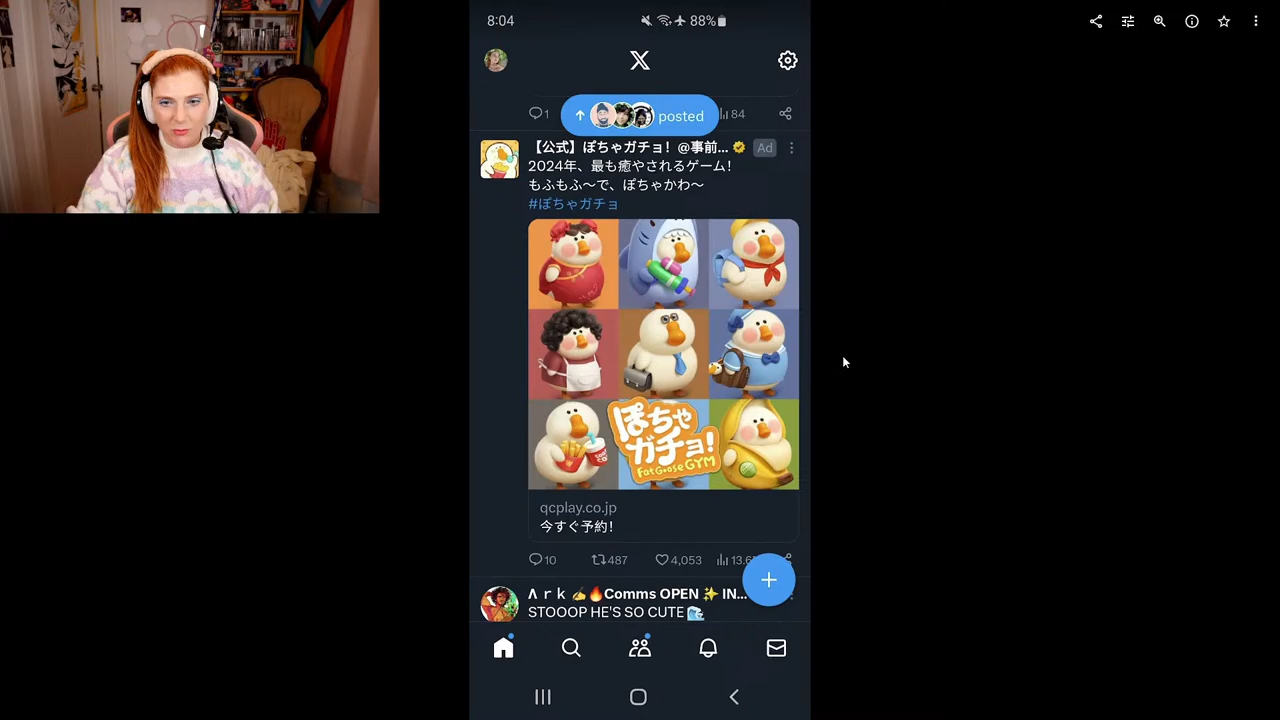 8:04
88%
posted
1
84
【公式】ぽちゃガチョ！@事前... Ad
2024年、最も癒やされるゲーム！
もふもふ〜で、ぽちゃかわ〜
#ぽちゃガチョ
ぽちゃ
ガチョ!
FatGooseGYM
qcplay.co.jp
今すぐ予約！
10 487 4,053
Λ r k ✍️🔥Comms OPEN ✨ IN...
STOOOP HE'S SO CUTE 🌊